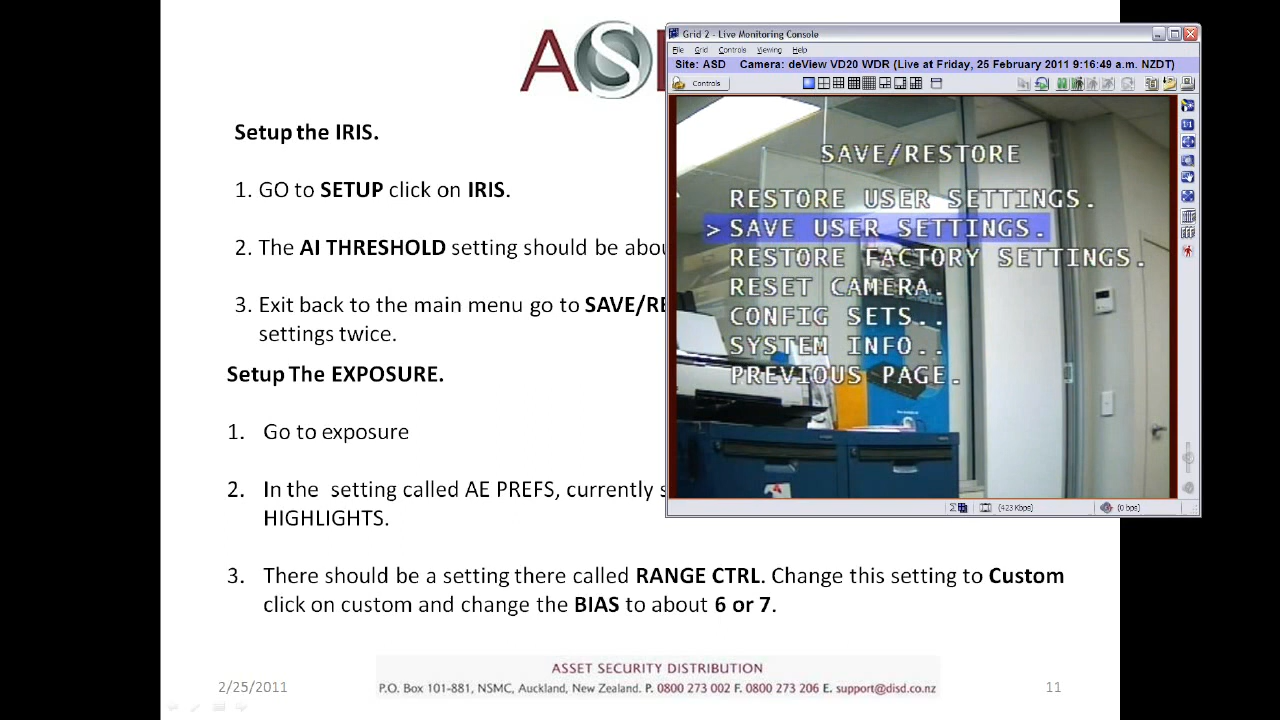 AS
Setup the IRIS.
1. GO to SETUP click on IRIS.
2. The AI THRESHOLD setting should be abou
3. Exit back to the main menu go to SAVE/RE
settings twice.
Setup The EXPOSURE.
1. Go to exposure
2. In the setting called AE PREFS, currently s
HIGHLIGHTS.
3. There should be a setting there called RANGE CTRL. Change this setting to Custom
click on custom and change the BIAS to about 6 or 7.
Grid 2 - Live Monitoring Console
File Grid Controls Viewing Help
Site: ASD Camera: deView VD20 WDR (Live at Friday, 25 February 2011 9:16:49 a.m. NZDT)
Controls
SAVE/RESTORE
RESTORE USER SETTINGS.
> SAVE USER SETTINGS.
RESTORE FACTORY SETTINGS.
RESET CAMERA.
CONFIG SETS..
SYSTEM INFO..
PREVIOUS PAGE.
(423 Kbps) (0 bps)
ASSET SECURITY DISTRIBUTION
P.O. Box 101-881, NSMC, Auckland, New Zealand. P. 0800 273 002 F. 0800 273 206 E. support@disd.co.nz
2/25/2011
11